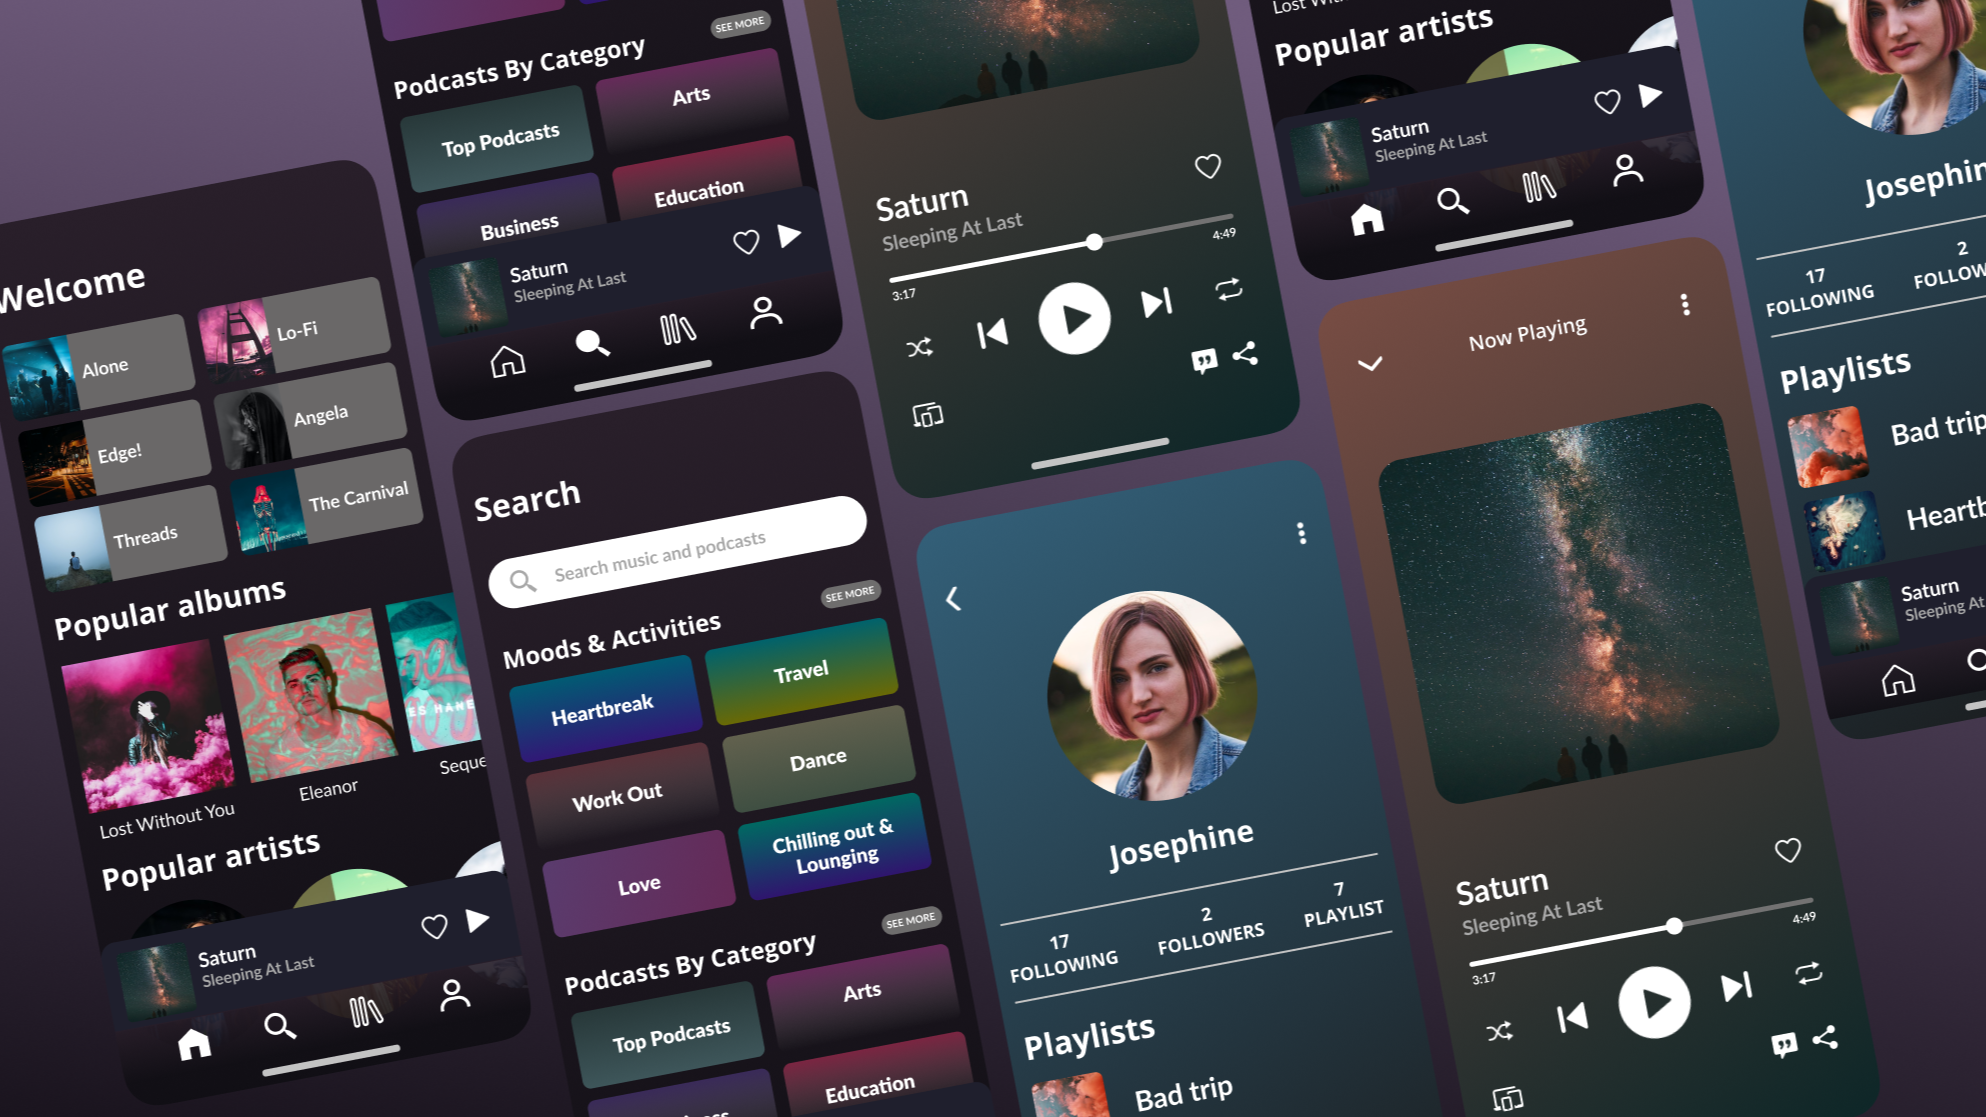 Welcome
Alone
Lo-Fi
Edge!
Angela
Threads
The Carnival
Popular albums
Lost Without You
Eleanor
Popular artists
Saturn
Sleeping At Last
SEE MORE
Podcasts By Category
Top Podcasts
Arts
Business
Education
Saturn
Sleeping At Last
Search
Search music and podcasts
SEE MORE
Moods & Activities
Heartbreak
Travel
Work Out
Dance
Love
Chilling out &
Lounging
SEE MORE
Podcasts By Category
Top Podcasts
Arts
Education
Saturn
Sleeping At Last
3:17
4:49
Josephine
17
FOLLOWING
2
FOLLOWERS
7
PLAYLIST
Playlists
Bad trip
Lost
Popular artists
Saturn
Sleeping At Last
Now Playing
Saturn
Sleeping At Last
3:17
4:49
17
FOLLOWING
2
Playlists
Bad trip
Saturn
Sleeping At